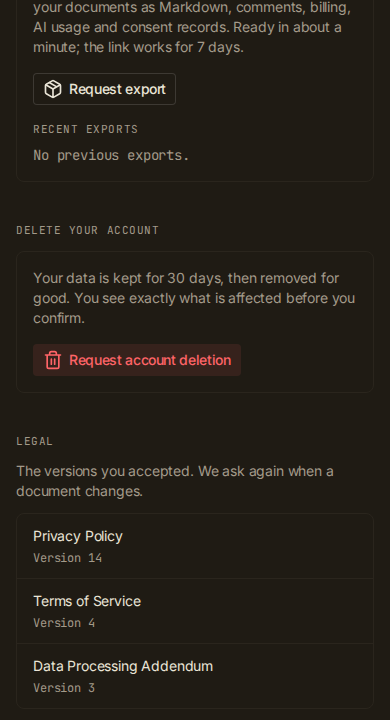 your documents as Markdown, comments, billing,
AI usage and consent records. Ready in about a
minute; the link works for 7 days.
Request export
RECENT EXPORTS
No previous exports.
DELETE YOUR ACCOUNT
Your data is kept for 30 days, then removed for
good. You see exactly what is affected before you
confirm.
Request account deletion
LEGAL
The versions you accepted. We ask again when a
document changes.
Privacy Policy
Version 14
Terms of Service
Version 4
Data Processing Addendum
Version 3